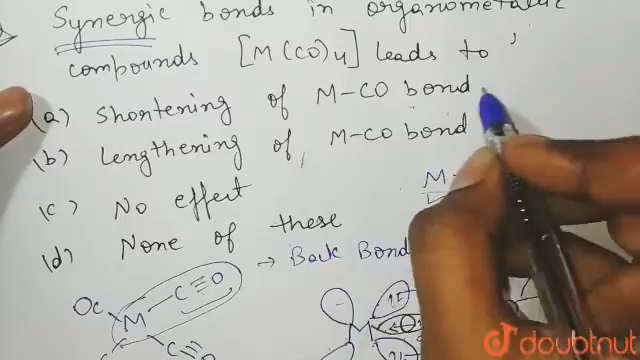 Synergic bonds in organometallic
compounds [M(CO)4] leads to,
(a) Shortening of M-CO bond
(b) Lengthening of M-CO bond
(c) No effect
(d) None of these
→ Back Bond
OC M C≡O
C≡O
doubtnut